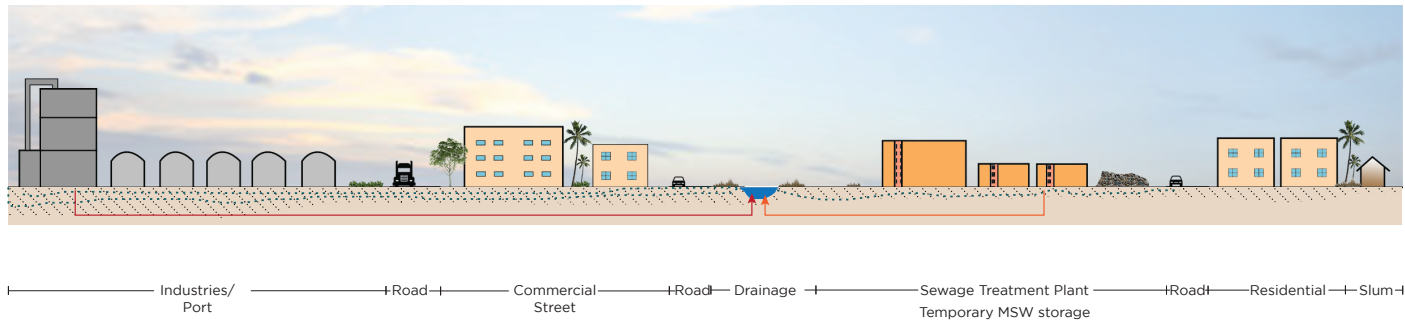 Industries/
Port
Road
Commercial
Street
Road
Drainage
Sewage Treatment Plant
Temporary MSW storage
Road
Residential
Slum